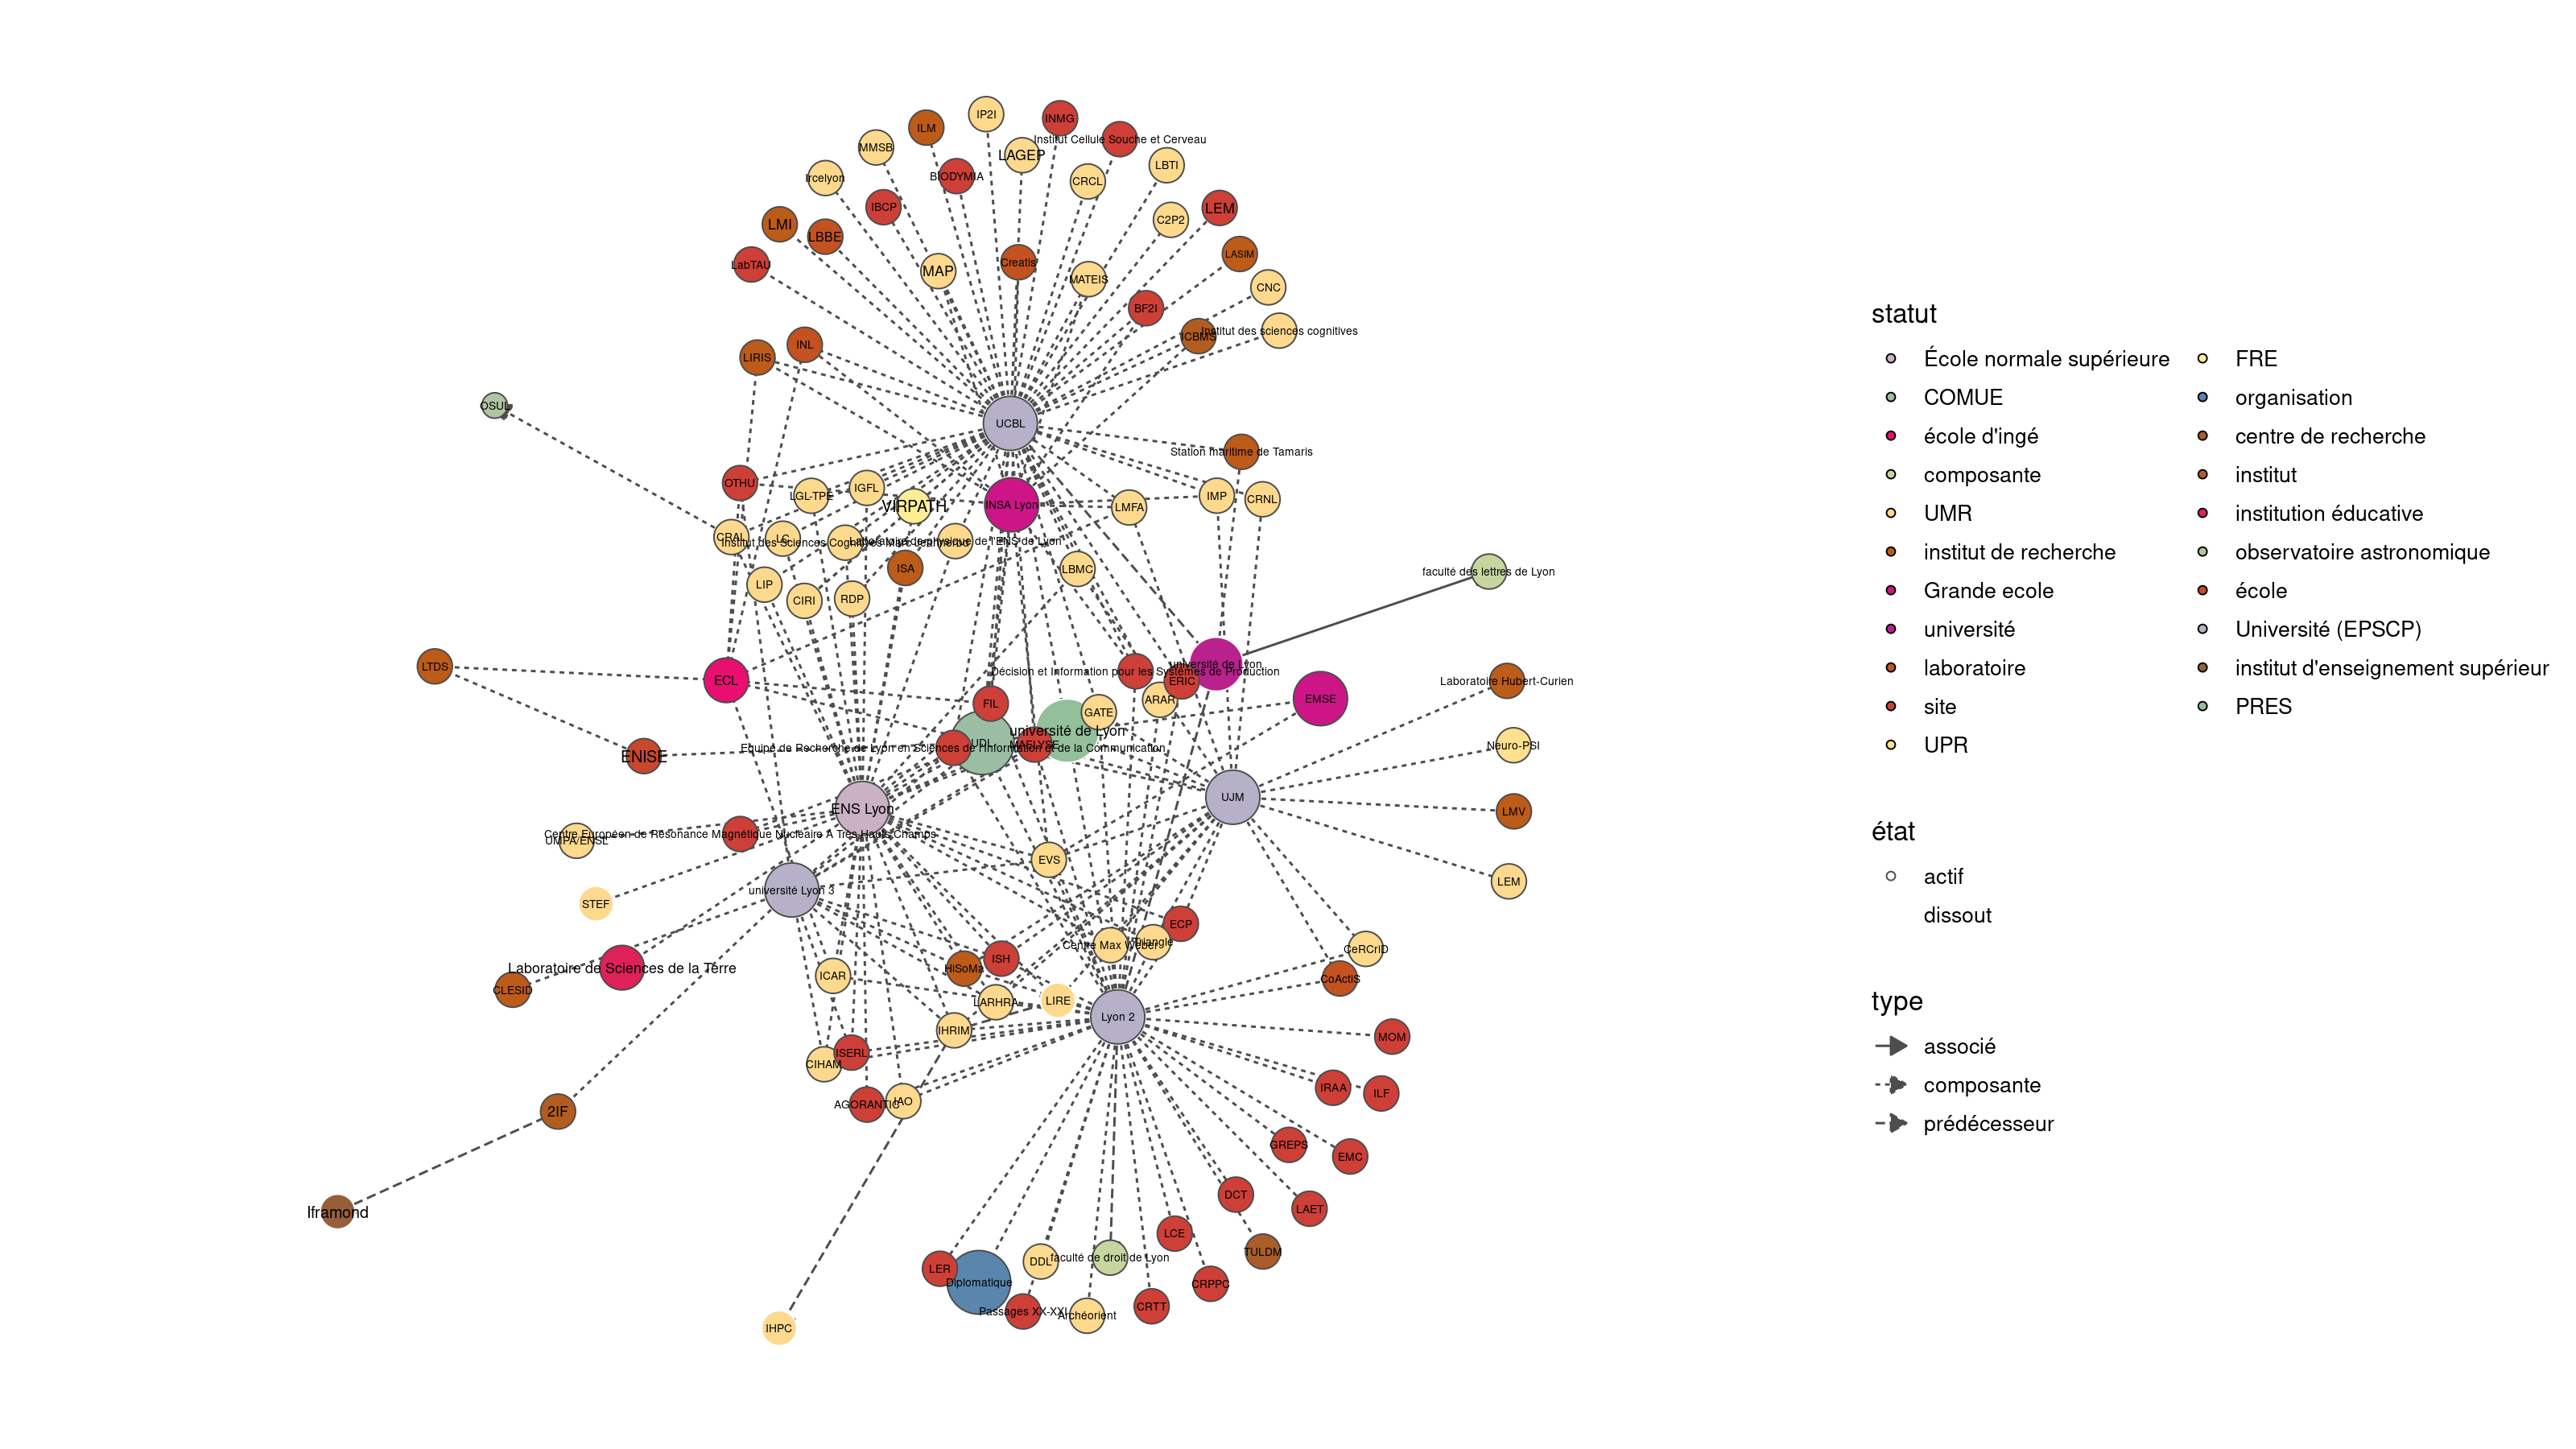 IP2I
INMG
ILM
Institut Cellule Souche et Cerveau
MMSB
LAGEP
LBTI
BIODYMIA
Ircelyon
CRCL
IBCP
LEM
LMI
C2P2
LBBE
LASIM
LabTAU
Creatis
MAP
MATEIS
CNC
BF2I
Institut des sciences cognitives
ICBMS
INL
LIRIS
OSUL
UCBL
Station maritime de Tamaris
OTHU
IGFL
LGL-TPE
IMP
CRNL
VIRPATH
INSA Lyon
LMFA
CRAL
LC
Institut des Sciences Cognitives Marc Jeannerod
Laboratoire de physique de l'ENS de Lyon
ISA
LBMC
faculté des lettres de Lyon
LIP
CIRI
RDP
LTDS
université de Lyon
Décision et Information pour les Systèmes de Production
ECL
ERIC
Laboratoire Hubert-Curien
ARAR
EMSE
FIL
GATE
université de Lyon
UDL
MAELYSE
Neuro-PSI
Equipe de Recherche de Lyon en Sciences de l'Information et de la Communication
ENISE
UJM
ENS Lyon
LMV
Centre Européen de Résonance Magnétique Nucléaire A Très Hauts Champs
UMPA/ENSL
EVS
LEM
université Lyon 3
STEF
ECP
Triangle
Centre Max Weber
CeRCriD
ISH
Laboratoire de Sciences de la Terre
HiSoMa
ICAR
CoActiS
CLESID
LARHRA
LIRE
Lyon 2
IHRIM
MOM
ISERL
CIHAM
IRAA
ILF
AGORANTIC
IAO
2IF
GREPS
EMC
DCT
LAET
Iframond
LCE
TULDM
faculté de droit de Lyon
DDL
LER
Diplomatique
CRPPC
CRTT
Passages XX-XXI
Archéorient
IHPC
statut
École normale supérieure
COMUE
école d'ingé
composante
UMR
institut de recherche
Grande ecole
université
laboratoire
site
UPR
FRE
organisation
centre de recherche
institut
institution éducative
observatoire astronomique
école
Université (EPSCP)
institut d'enseignement supérieur
PRES
état
actif
dissout
type
associé
composante
prédécesseur